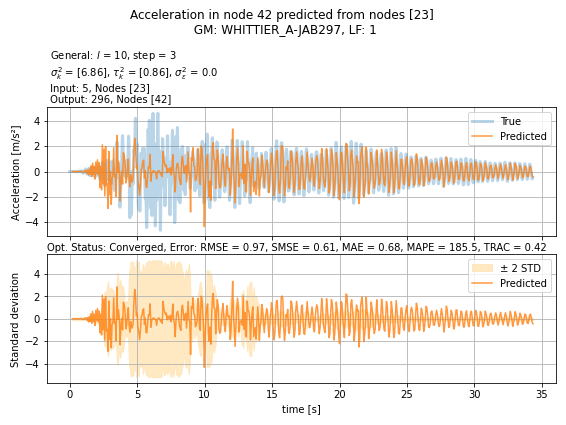 Acceleration in node 42 predicted from nodes [23]
GM: WHITTIER_A-JAB297, LF: 1
General: l = 10, step = 3
σ²ₖ = [6.86], τ²ₖ = [0.86], σ²ε = 0.0
Input: 5, Nodes [23]
Output: 296, Nodes [42]
Acceleration [m/s²]
4
2
0
−2
−4
True
Predicted
Opt. Status: Converged, Error: RMSE = 0.97, SMSE = 0.61, MAE = 0.68, MAPE = 185.5, TRAC = 0.42
Standard deviation
4
2
0
−2
−4
± 2 STD
Predicted
0 5 10 15 20 25 30 35
time [s]